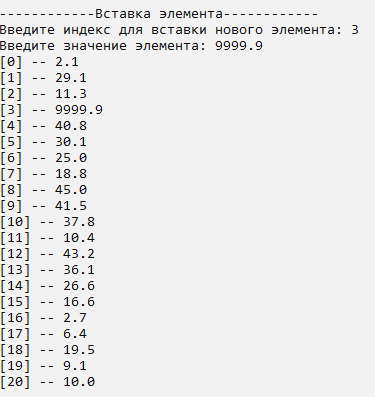 ------------Вставка элемента------------
Введите индекс для вставки нового элемента: 3
Введите значение элемента: 9999.9
[0] -- 2.1
[1] -- 29.1
[2] -- 11.3
[3] -- 9999.9
[4] -- 40.8
[5] -- 30.1
[6] -- 25.0
[7] -- 18.8
[8] -- 45.0
[9] -- 41.5
[10] -- 37.8
[11] -- 10.4
[12] -- 43.2
[13] -- 36.1
[14] -- 26.6
[15] -- 16.6
[16] -- 2.7
[17] -- 6.4
[18] -- 19.5
[19] -- 9.1
[20] -- 10.0